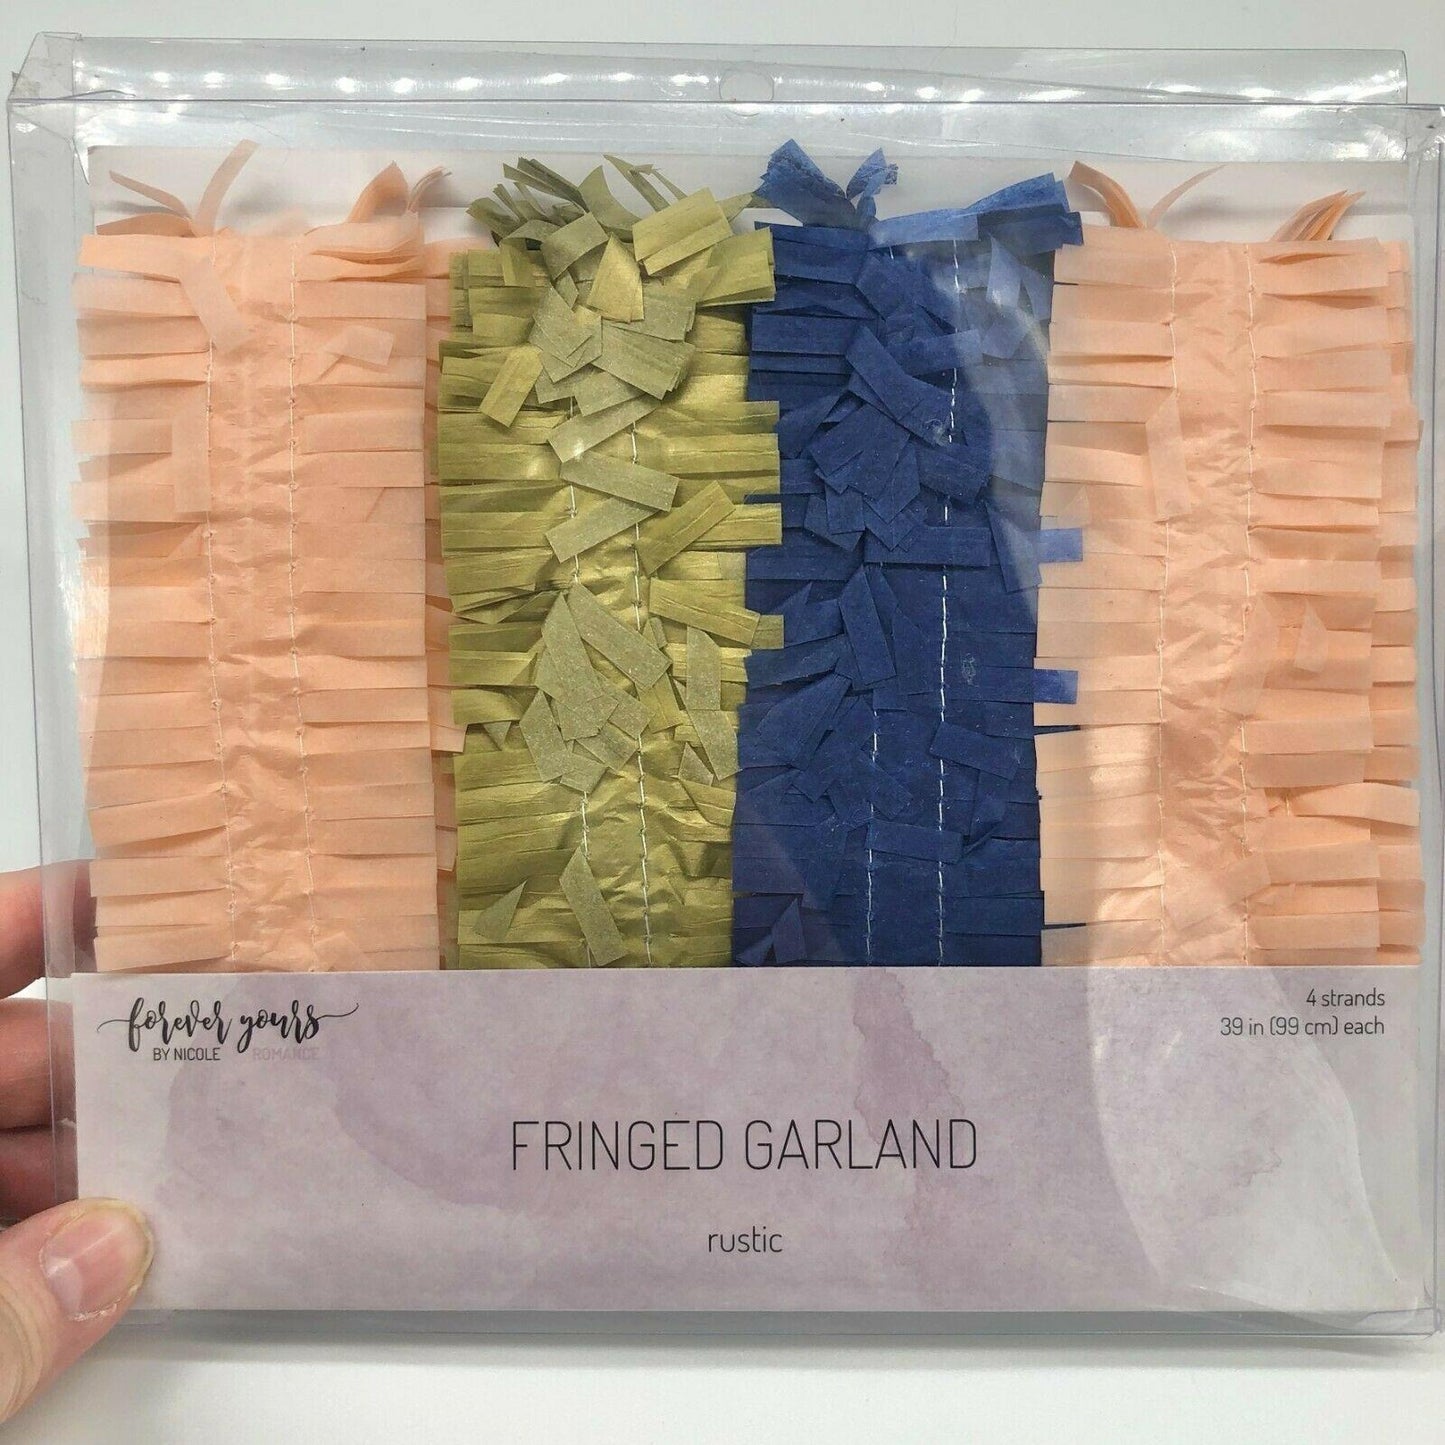 forever yours
BY NICOLE ROMANCE
4 strands
39 in (99 cm) each
FRINGED GARLAND
rustic